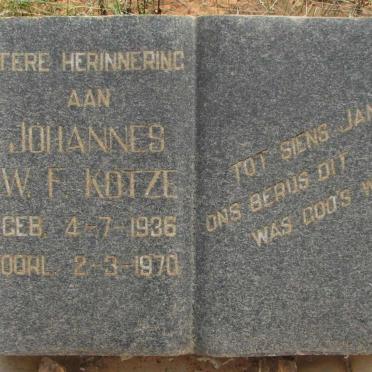 TERE HERINNERING
AAN
JOHANNES
W. F. KOTZE
GEB. 4-7-1936
OORL. 2-3-1970
TOT SIENS JAN
ONS BERUS DIT
WAS GOD'S W